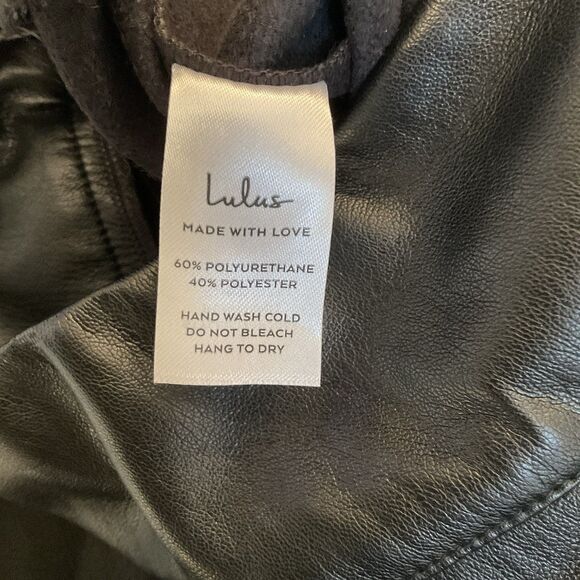 Lulus
MADE WITH LOVE
60% POLYURETHANE
40% POLYESTER
HAND WASH COLD
DO NOT BLEACH
HANG TO DRY